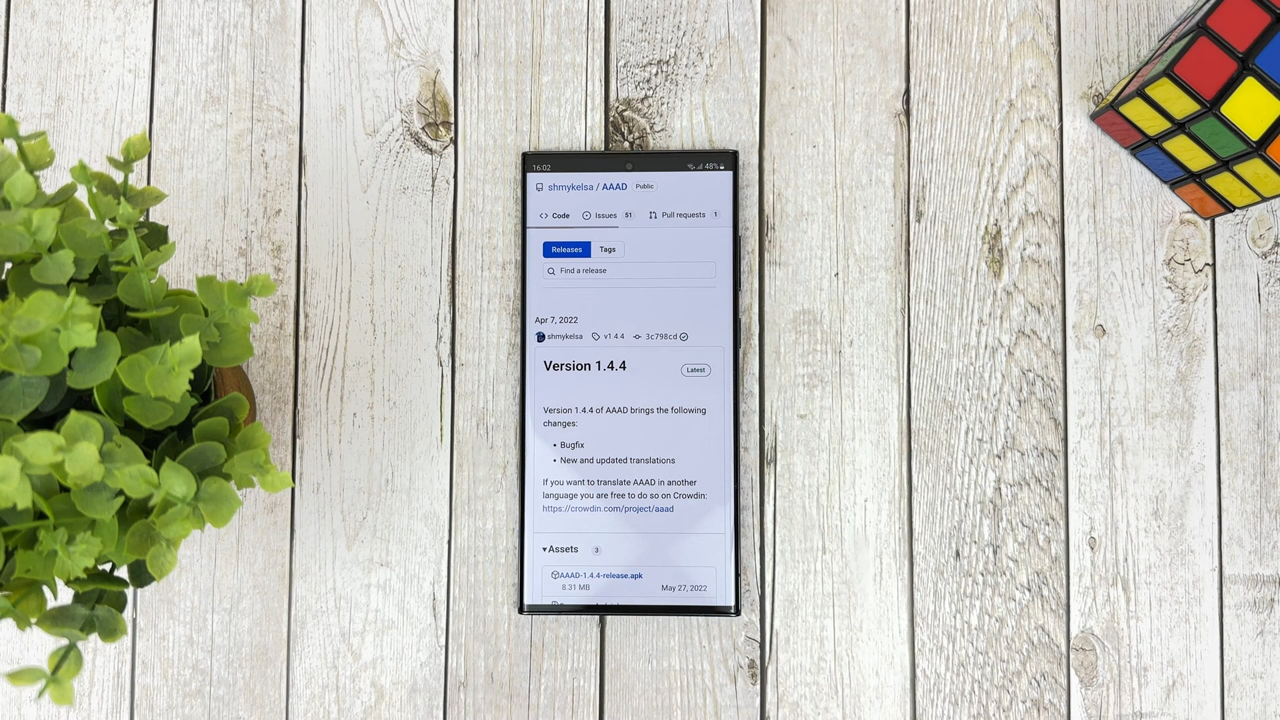 16:02 48%
shmykelsa / AAAD Public
Code Issues 51 Pull requests 1
Releases Tags
Find a release
Apr 7, 2022
shmykelsa v1.4.4 3c798cd
Version 1.4.4 Latest
Version 1.4.4 of AAAD brings the following
changes:
• Bugfix
• New and updated translations
If you want to translate AAAD in another
language you are free to do so on Crowdin:
https://crowdin.com/project/aaad
Assets 3
AAAD-1.4.4-release.apk
8.31 MB May 27, 2022